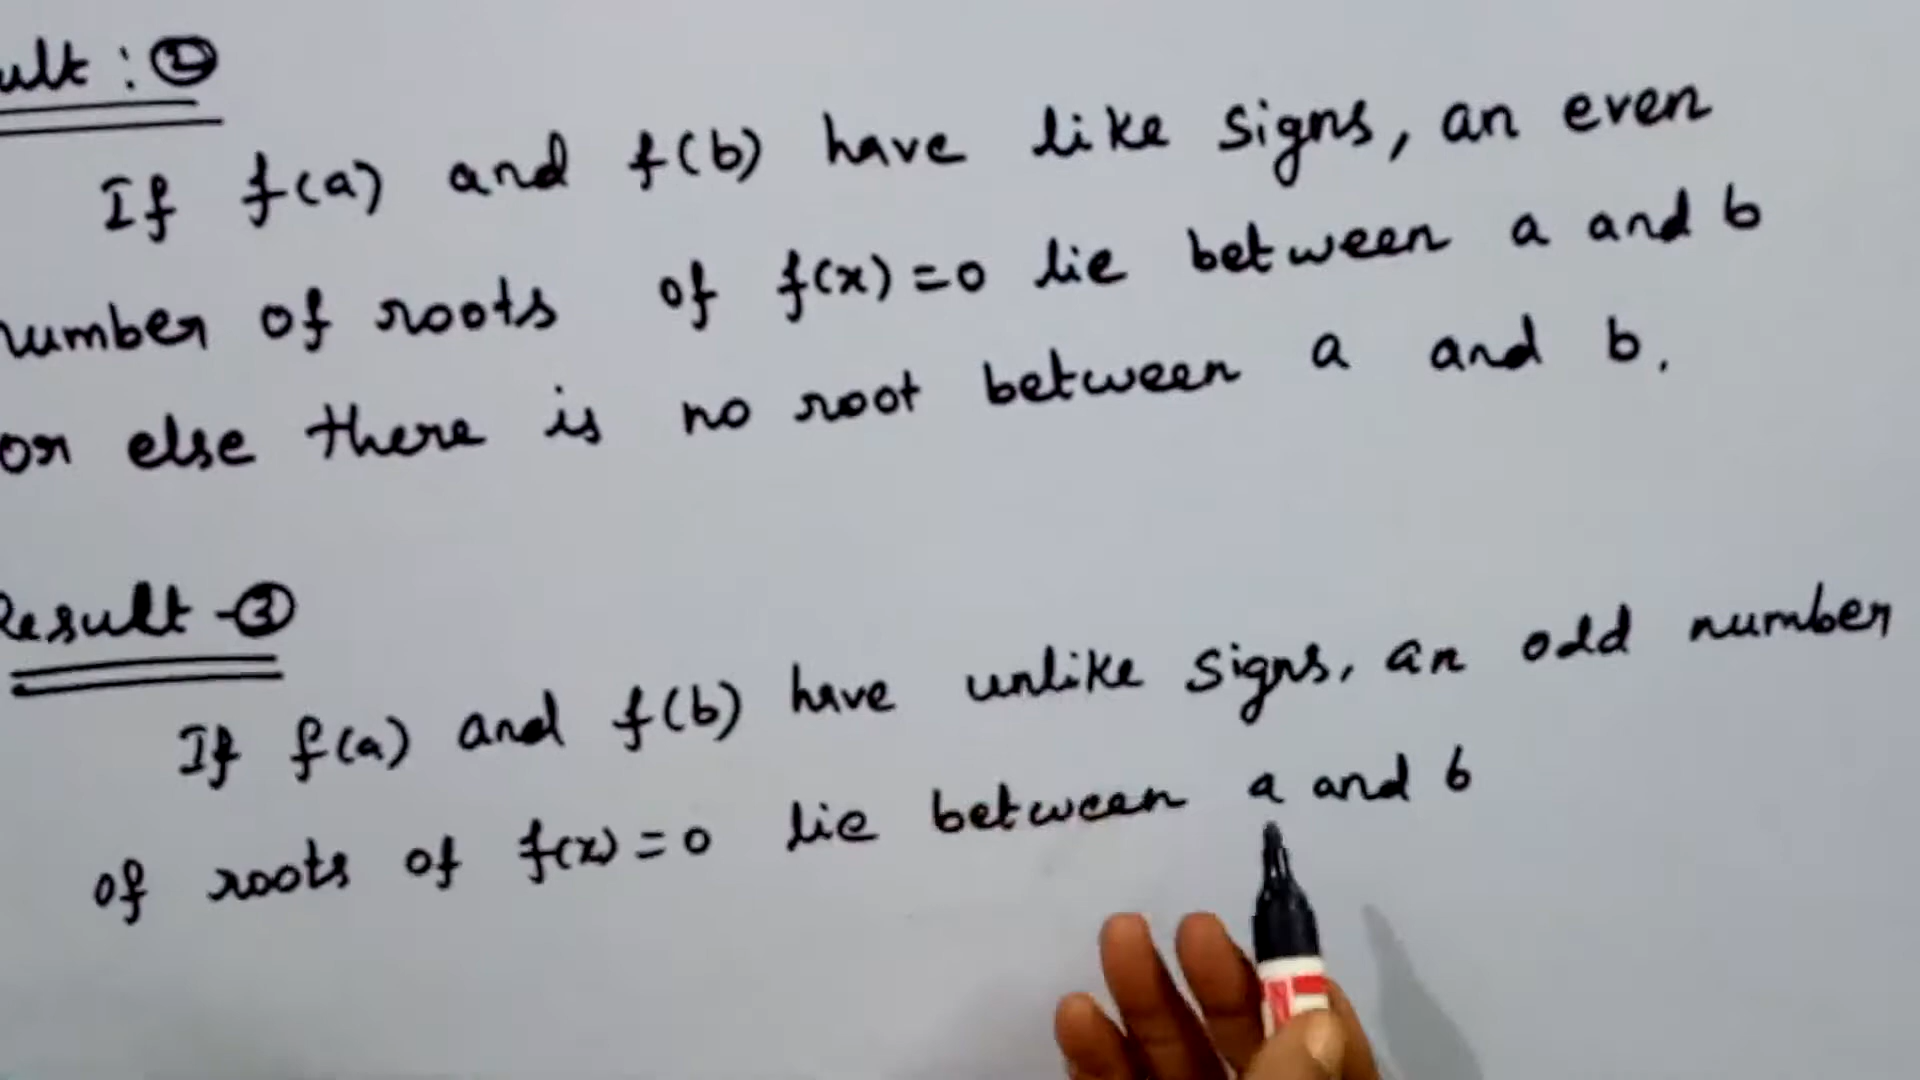 ult : ②
If f(a) and f(b) have like signs, an even
number of roots of f(x)=0 lie between a and b
or else there is no root between a and b.
Result -③
If f(a) and f(b) have unlike signs, an odd number
of roots of f(x)=0 lie between a and b